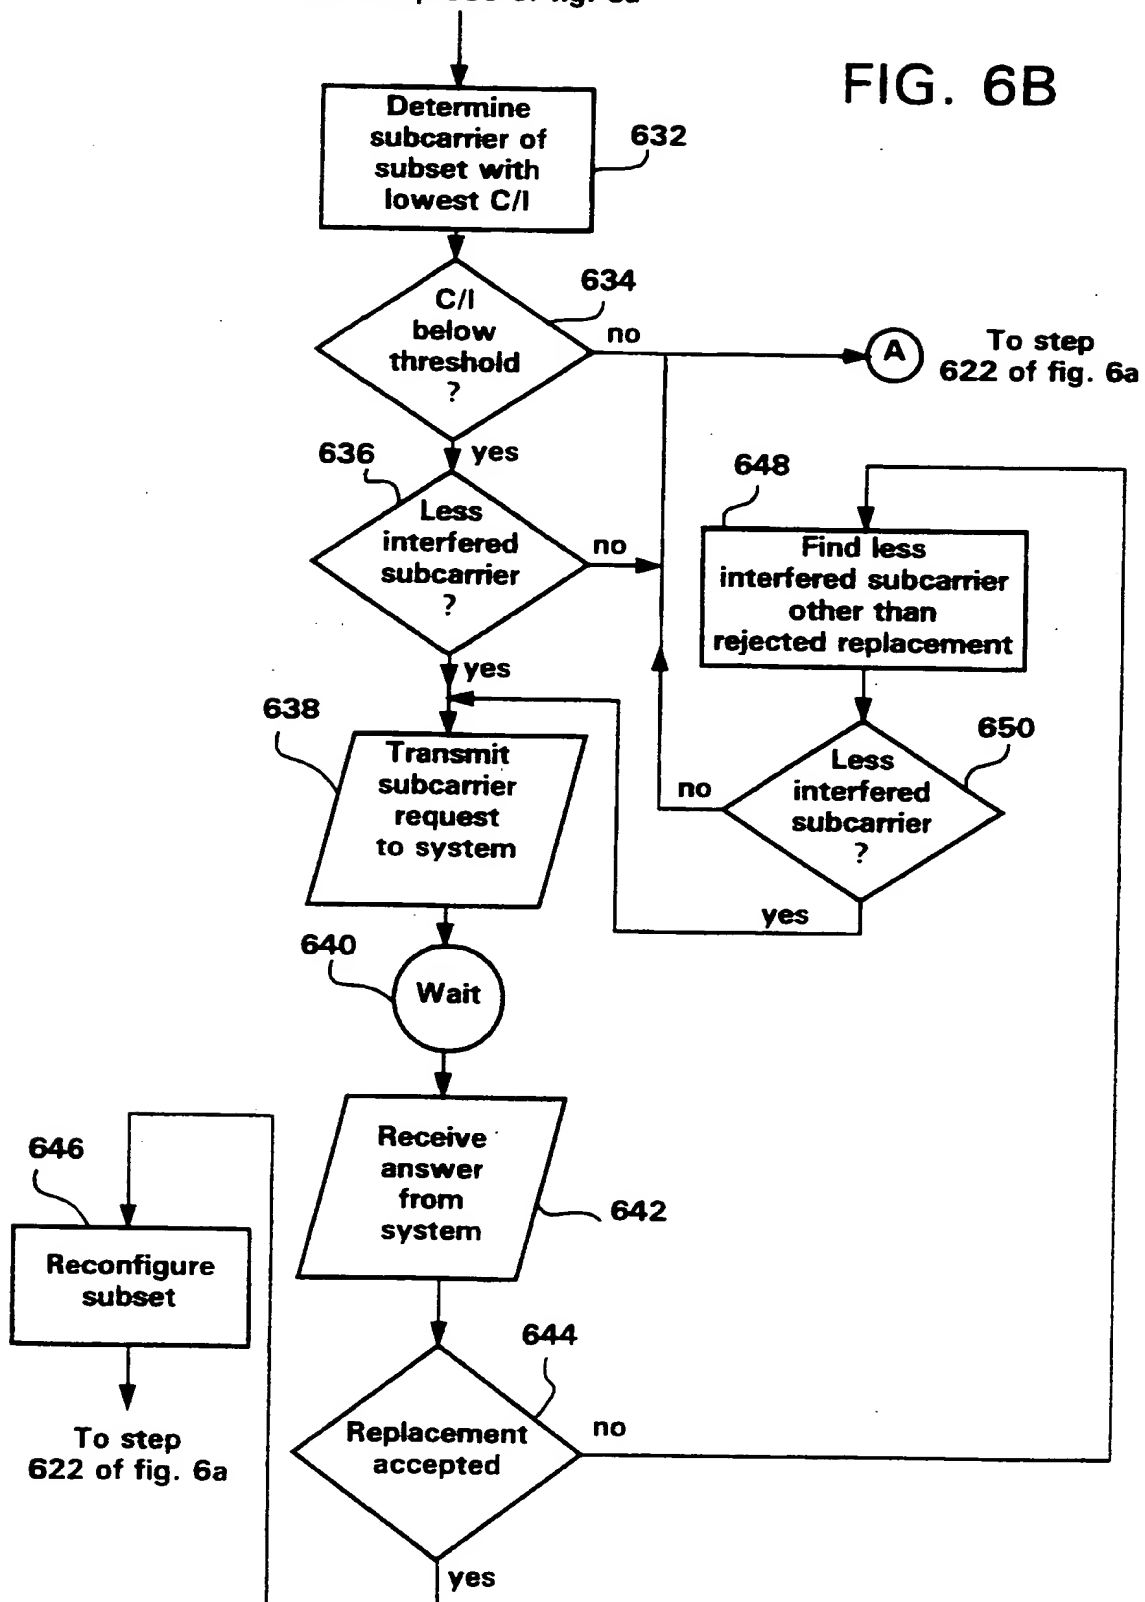 FIG. 6B
Determine
subcarrier of
subset with
lowest C/I
632
C/I
below
threshold
?
634
no
A
To step
622 of fig. 6a
yes
636
Less
interfered
subcarrier
?
no
648
Find less
interfered subcarrier
other than
rejected replacement
yes
638
Transmit
subcarrier
request
to system
650
Less
interfered
subcarrier
?
no
yes
640
Wait
Receive
answer
from
system
642
646
Reconfigure
subset
To step
622 of fig. 6a
644
Replacement
accepted
no
yes